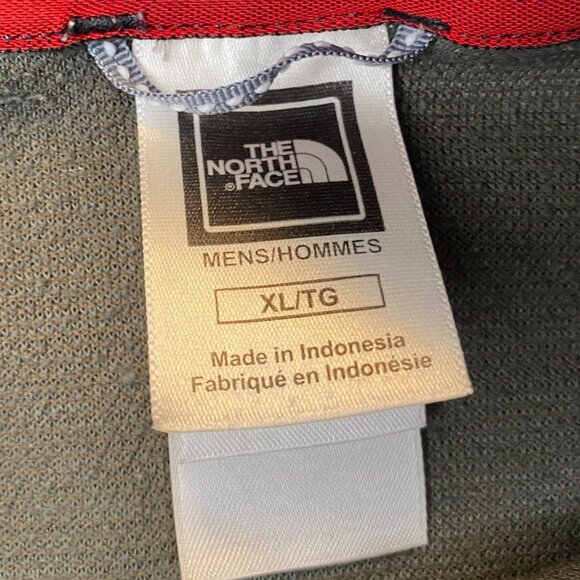 THE
NORTH
®FACE
MENS/HOMMES
XL/TG
Made in Indonesia
Fabriqué en Indonésie